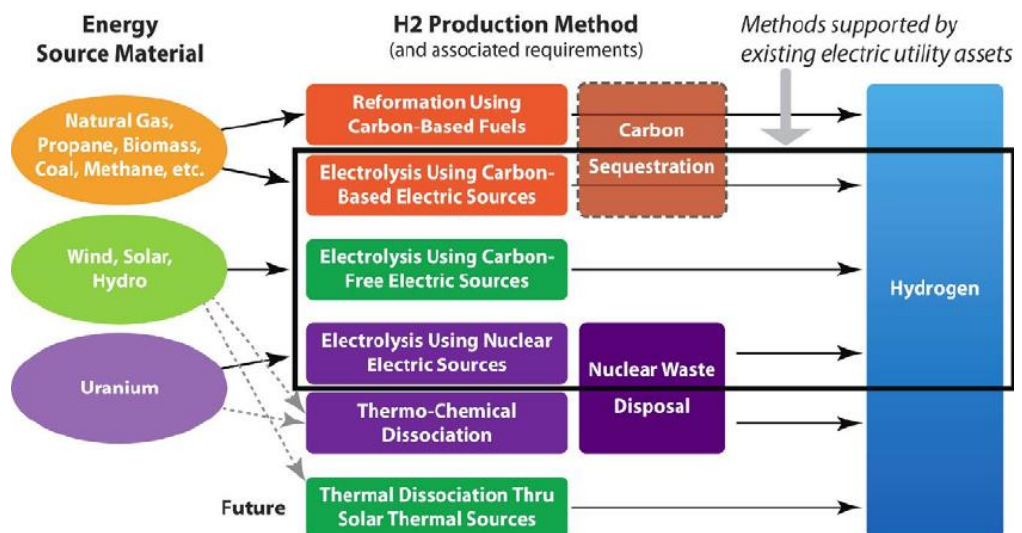 Energy
Source Material
H2 Production Method
(and associated requirements)
Methods supported by
existing electric utility assets
Natural Gas,
Propane, Biomass,
Coal, Methane, etc.
Reformation Using
Carbon-Based Fuels
Carbon
Sequestration
Electrolysis Using Carbon-
Based Electric Sources
Wind, Solar,
Hydro
Electrolysis Using Carbon-
Free Electric Sources
Hydrogen
Uranium
Electrolysis Using Nuclear
Electric Sources
Nuclear Waste
Disposal
Thermo-Chemical
Dissociation
Future
Thermal Dissociation Thru
Solar Thermal Sources